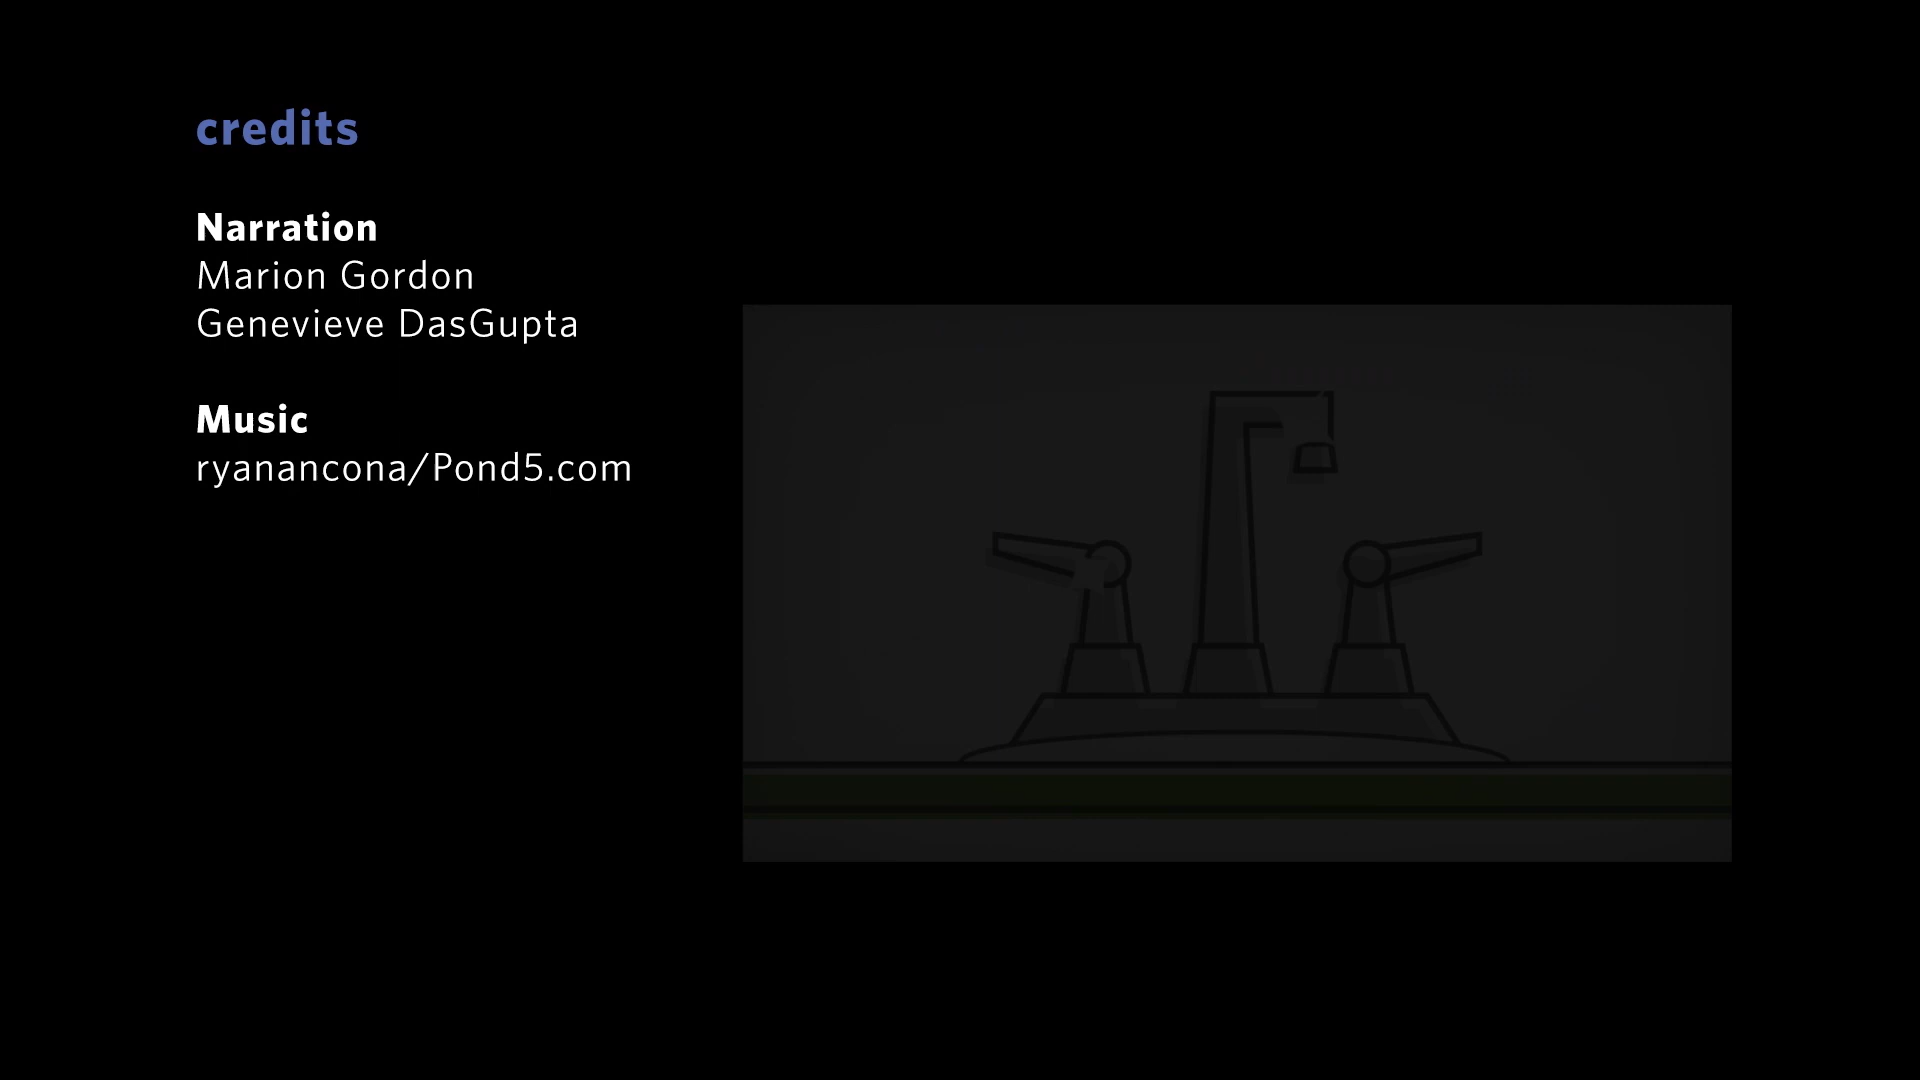 credits
Narration
Marion Gordon
Genevieve DasGupta
Music
ryanancona/Pond5.com